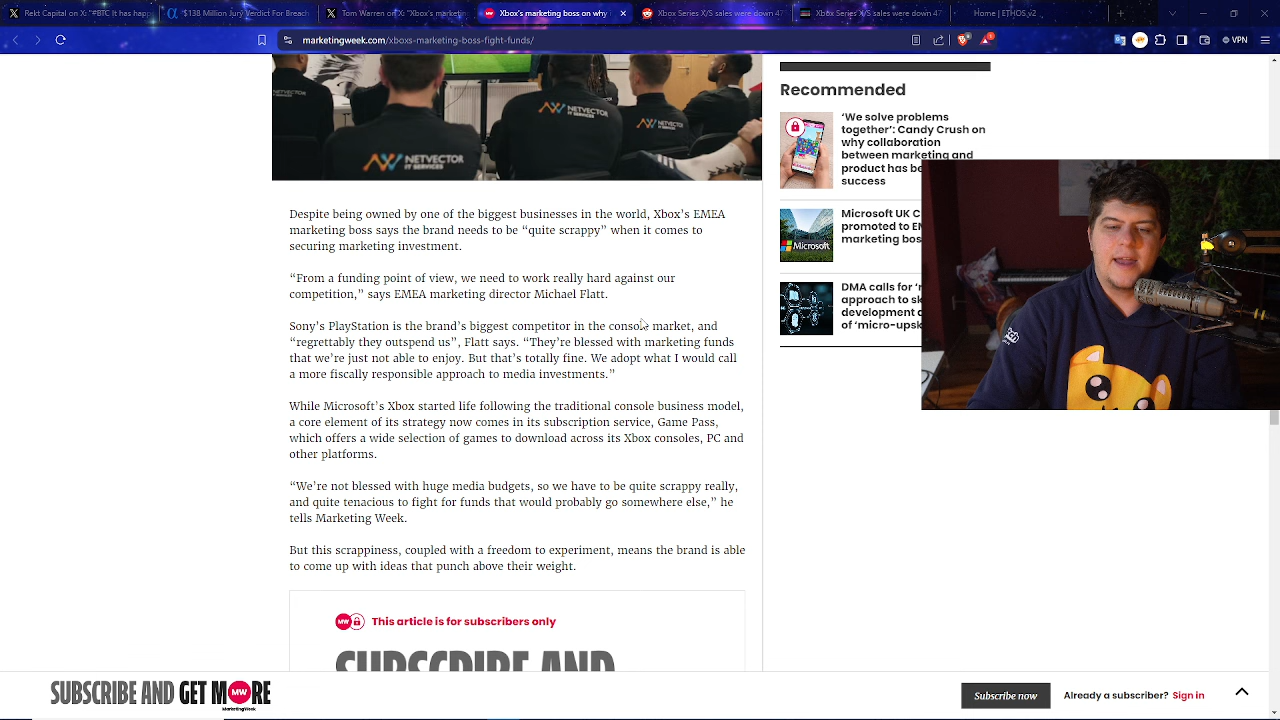 Rekt Capital on X: "#BTC It has happ
"$138 Million Jury Verdict For Breach
Tom Warren on X: "Xbox's marketin
Xbox's marketing boss on why
Xbox Series X/S sales were down 47
Xbox Series X/S sales were down 47
Home | ETHOS_v2
marketingweek.com/xboxs-marketing-boss-fight-funds/
VPN
NETVECTOR
IT SERVICES
NETVECTOR
IT SERVICES
Despite being owned by one of the biggest businesses in the world, Xbox's EMEA
marketing boss says the brand needs to be “quite scrappy” when it comes to
securing marketing investment.
“From a funding point of view, we need to work really hard against our
competition,” says EMEA marketing director Michael Flatt.
Sony's PlayStation is the brand's biggest competitor in the console market, and
“regrettably they outspend us”, Flatt says. “They're blessed with marketing funds
that we're just not able to enjoy. But that's totally fine. We adopt what I would call
a more fiscally responsible approach to media investments.”
While Microsoft's Xbox started life following the traditional console business model,
a core element of its strategy now comes in its subscription service, Game Pass,
which offers a wide selection of games to download across its Xbox consoles, PC and
other platforms.
“We're not blessed with huge media budgets, so we have to be quite scrappy really,
and quite tenacious to fight for funds that would probably go somewhere else,” he
tells Marketing Week.
But this scrappiness, coupled with a freedom to experiment, means the brand is able
to come up with ideas that punch above their weight.
MW
This article is for subscribers only
SUBSCRIBE AND
Recommended
‘We solve problems
together’: Candy Crush on
why collaboration
between marketing and
product has be
success
Microsoft
Microsoft UK C
promoted to EM
marketing bos
DMA calls for ‘
approach to sk
development a
of ‘micro-upsk
SUBSCRIBE AND GET MORE
MW
MarketingWeek
Subscribe now
Already a subscriber? Sign in